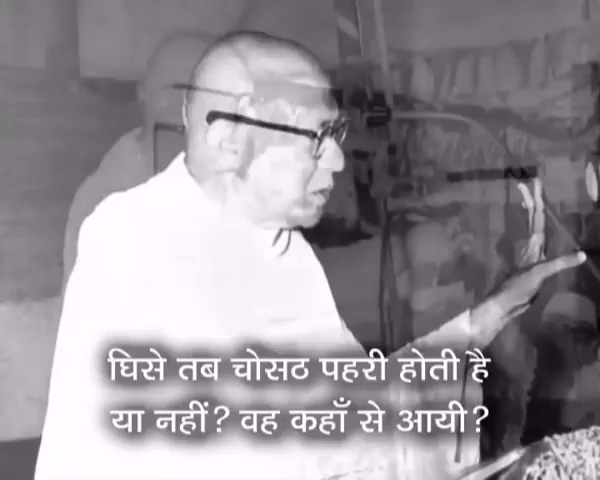 घिसे तब चोसठ पहरी होती है
या नहीं? वह कहाँ से आयी?